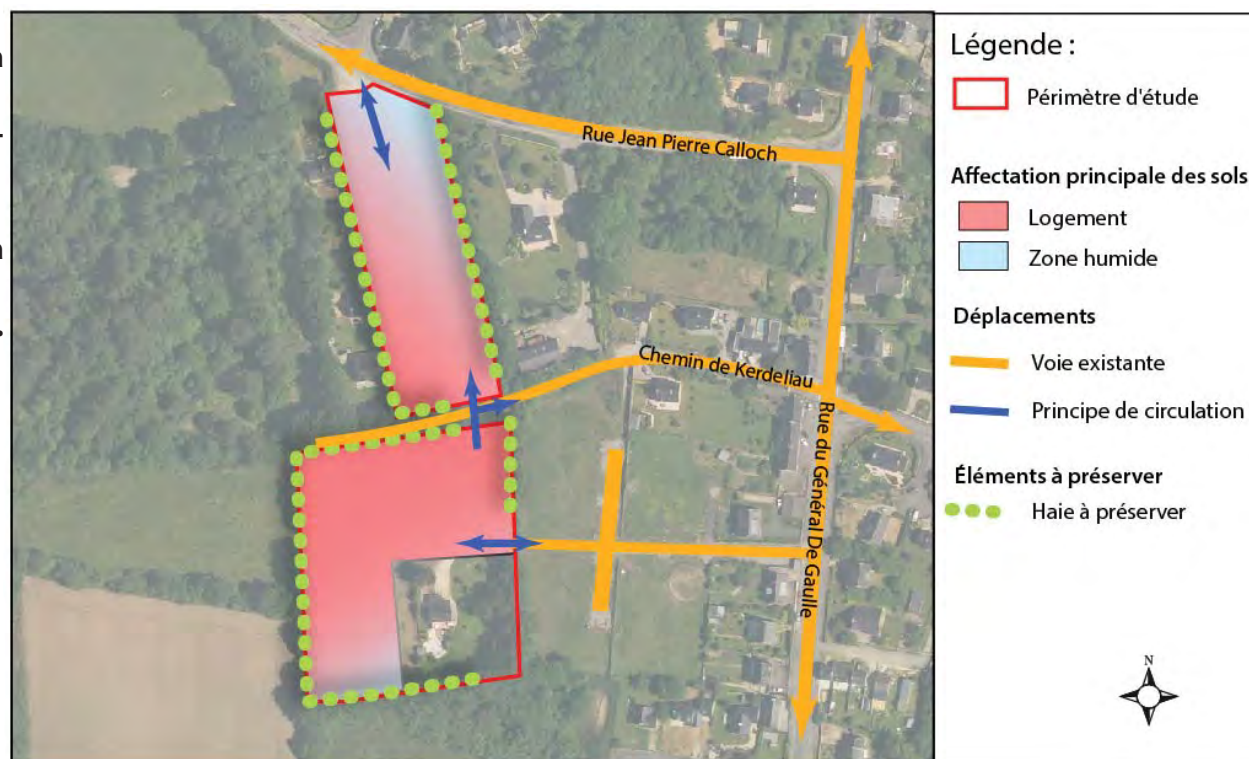 Rue Jean Pierre Calloch
Chemin de Kerdeliau
Rue du Général De Gaulle
Légende :
Périmètre d'étude
Affectation principale des sols
Logement
Zone humide
Déplacements
Voie existante
Principe de circulation
Éléments à préserver
Haie à préserver
N